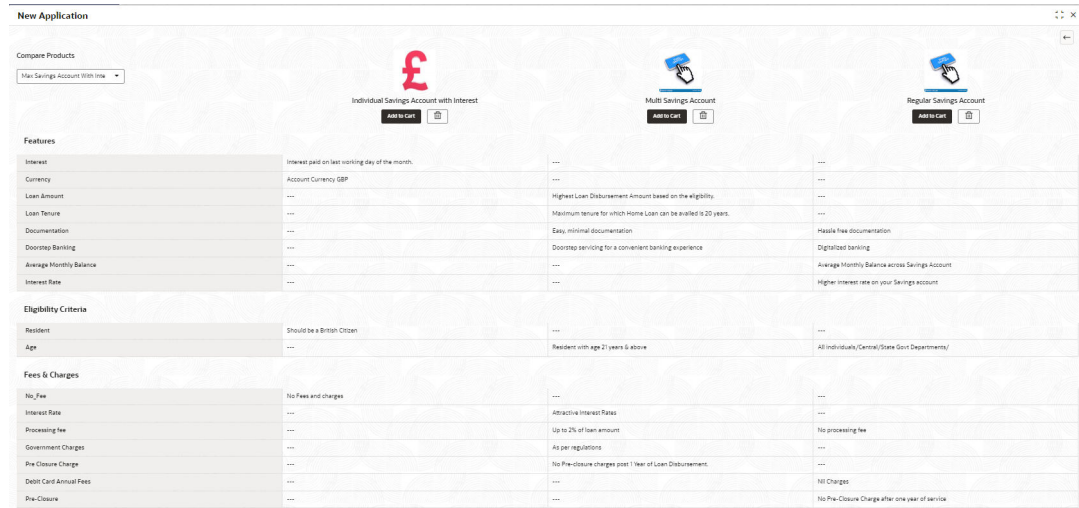 New Application
Compare Products
Max Savings Account With Inte
£
Individual Savings Account with Interest
Multi Savings Account
Regular Savings Account
Add to Cart
Add to Cart
Add to Cart
Features
Interest Interest paid on last working day of the month. --- ---
Currency Account Currency GBP --- ---
Loan Amount --- Highest Loan Disbursement Amount based on the eligibility. ---
Loan Tenure --- Maximum tenure for which Home Loan can be availed is 20 years. ---
Documentation --- Easy, minimal documentation Hassle free documentation
Doorstep Banking --- Doorstep servicing for a convenient banking experience Digitalized banking
Average Monthly Balance --- --- Average Monthly Balance across Savings Account
Interest Rate --- --- Higher interest rate on your Savings account
Eligibility Criteria
Resident Should be a British Citizen --- ---
Age --- Resident with age 21 years & above All Individuals/Central/State Govt Departments/
Fees & Charges
No_Fee No Fees and charges --- ---
Interest Rate --- Attractive Interest Rates ---
Processing fee --- Up to 2% of loan amount No processing fee
Government Charges --- As per regulations ---
Pre Closure Charge --- No Pre-closure charges post 1 Year of Loan Disbursement. ---
Debit Card Annual Fees --- --- Nil Charges
Pre-Closure --- --- No Pre-Closure Charge after one year of service